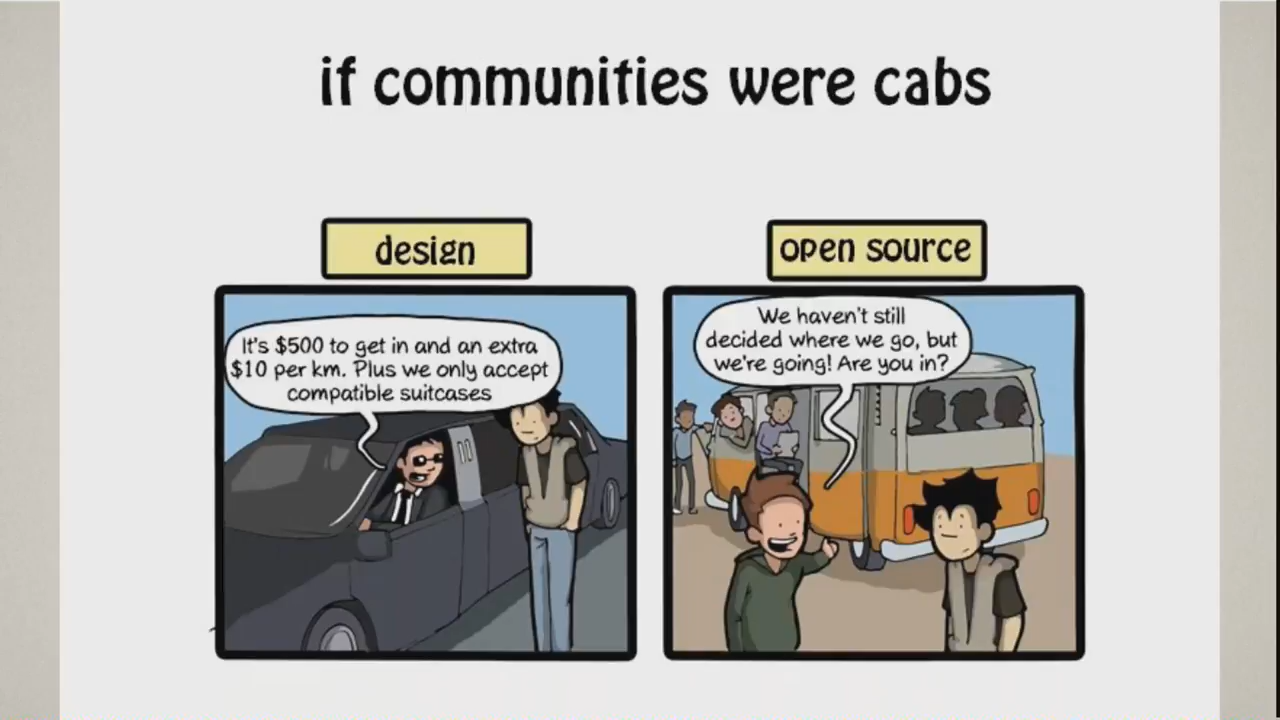 if communities were cabs
design
open source
It's $500 to get in and an extra
$10 per km. Plus we only accept
compatible suitcases
We haven't still
decided where we go, but
we're going! Are you in?